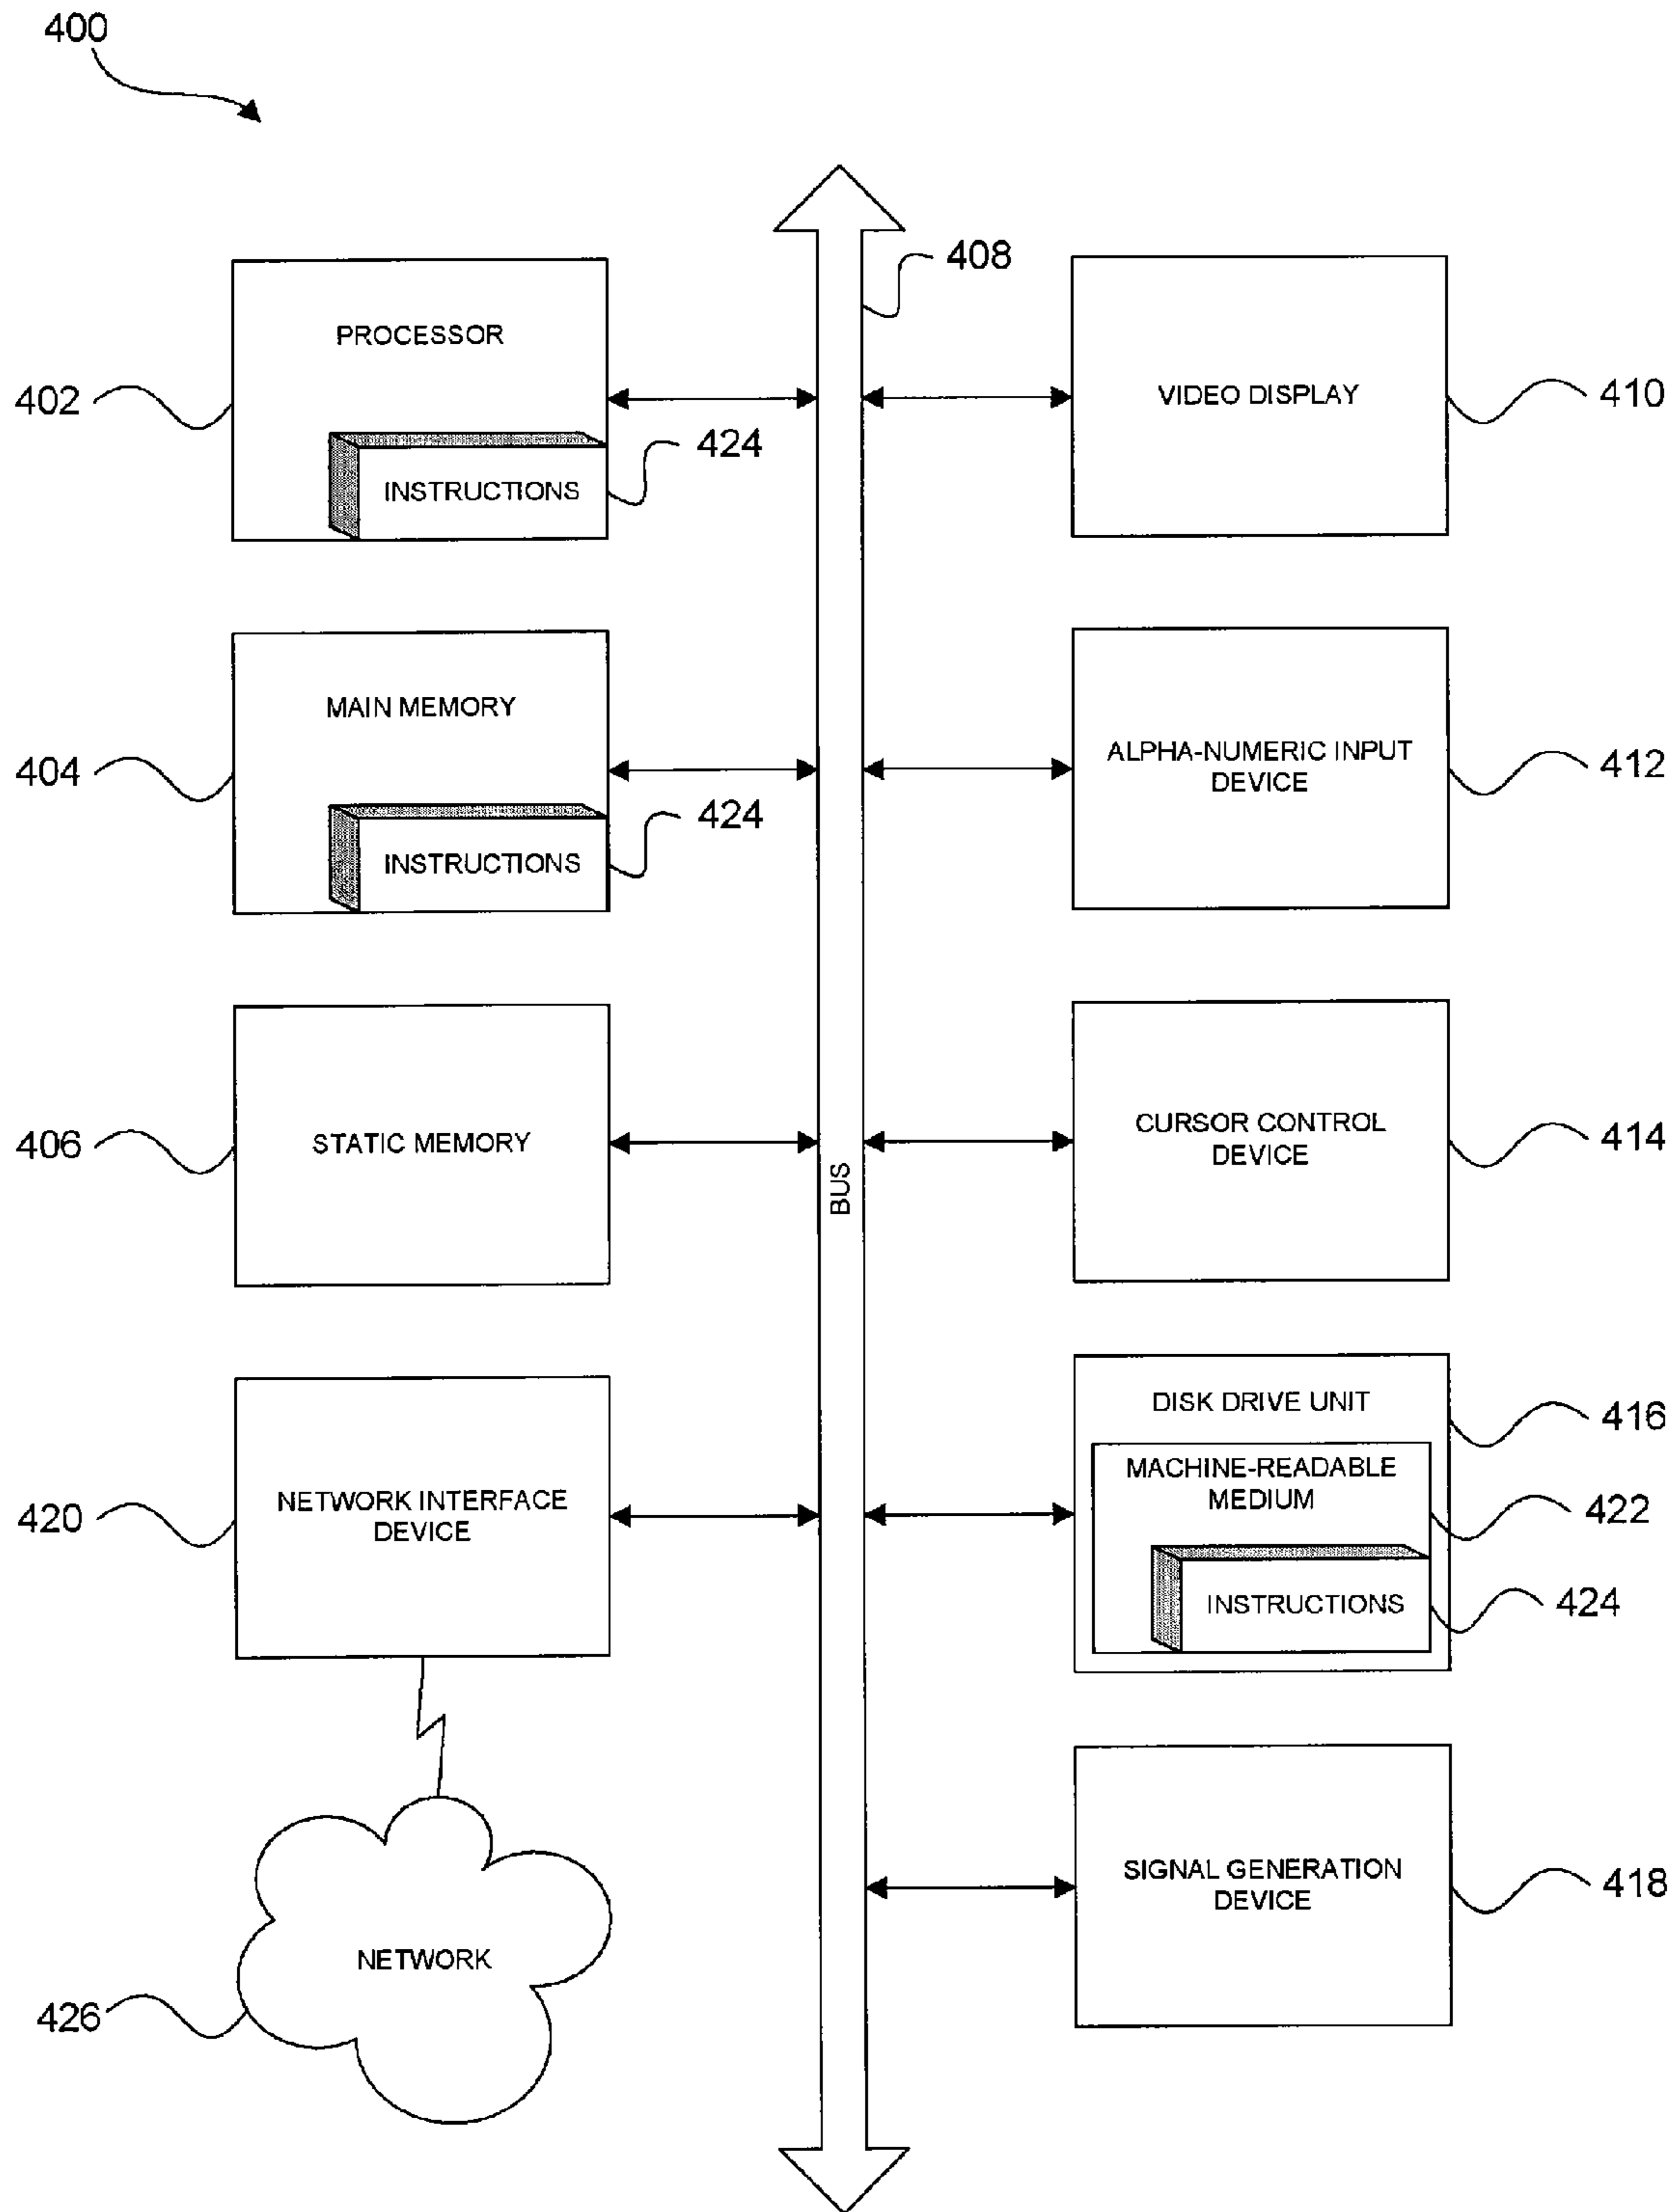 400
408
PROCESSOR
402
424
INSTRUCTIONS
VIDEO DISPLAY
410
MAIN MEMORY
404
424
INSTRUCTIONS
ALPHA-NUMERIC INPUT
DEVICE
412
STATIC MEMORY
406
BUS
CURSOR CONTROL
DEVICE
414
NETWORK INTERFACE
DEVICE
420
DISK DRIVE UNIT
416
MACHINE-READABLE
MEDIUM
422
INSTRUCTIONS
424
NETWORK
426
SIGNAL GENERATION
DEVICE
418